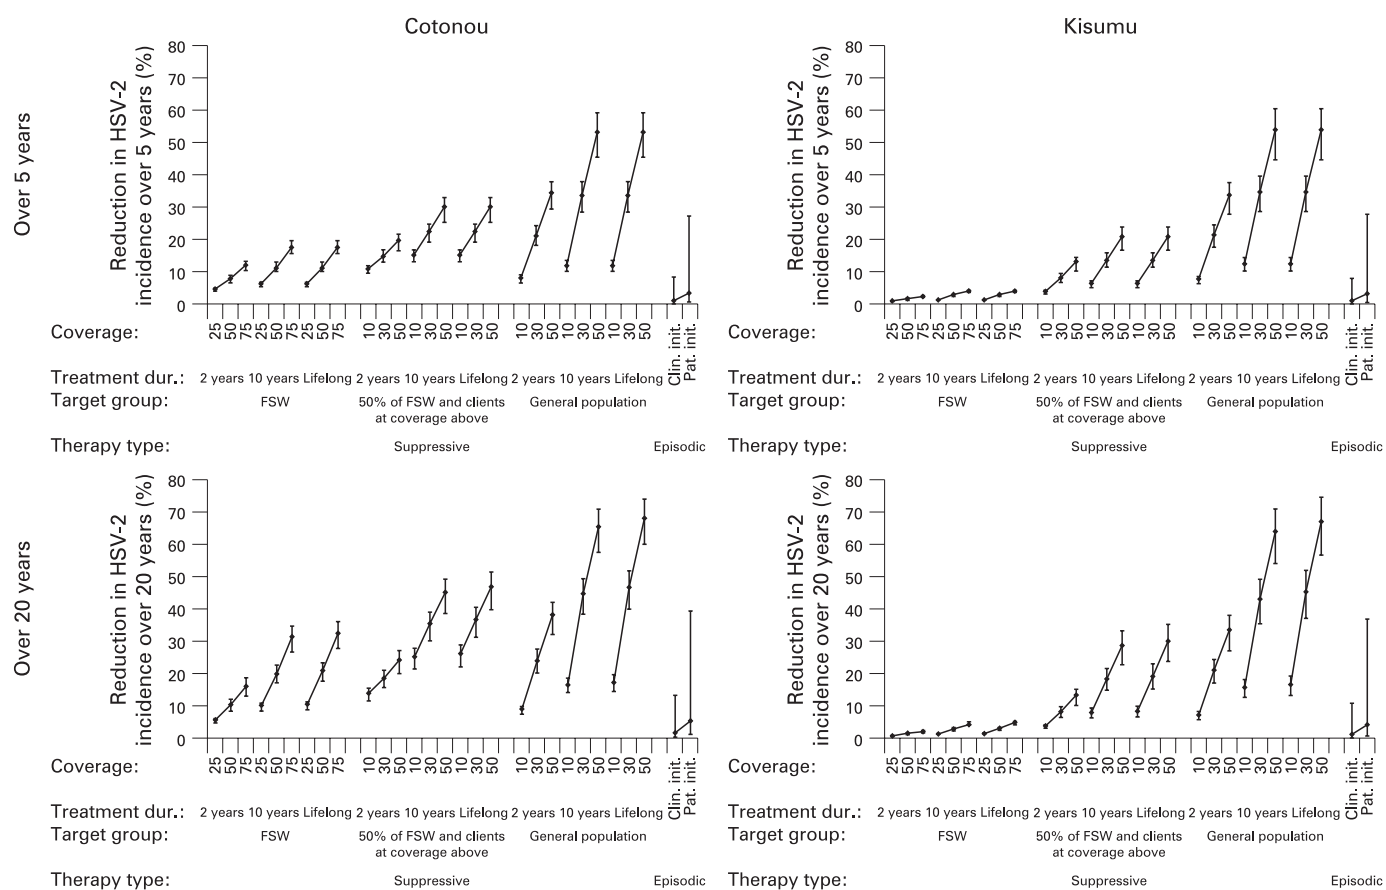 Cotonou
Over 5 years
Reduction in HSV-2
incidence over 5 years (%)
80
70
60
50
40
30
20
10
0
Coverage: 25 50 75 25 50 75 25 50 75 10 30 50 10 30 50 10 30 50 10 30 50 10 30 50 10 30 50 Clin. init. Pat. init.
Treatment dur.: 2 years 10 years Lifelong 2 years 10 years Lifelong 2 years 10 years Lifelong
Target group: FSW 50% of FSW and clients General population
at coverage above
Therapy type: Suppressive Episodic
Kisumu
Reduction in HSV-2
incidence over 5 years (%)
80
70
60
50
40
30
20
10
0
Coverage: 25 50 75 25 50 75 25 50 75 10 30 50 10 30 50 10 30 50 10 30 50 10 30 50 10 30 50 Clin. init. Pat. init.
Treatment dur.: 2 years 10 years Lifelong 2 years 10 years Lifelong 2 years 10 years Lifelong
Target group: FSW 50% of FSW and clients General population
at coverage above
Therapy type: Suppressive Episodic
Over 20 years
Reduction in HSV-2
incidence over 20 years (%)
80
70
60
50
40
30
20
10
0
Coverage: 25 50 75 25 50 75 25 50 75 10 30 50 10 30 50 10 30 50 10 30 50 10 30 50 10 30 50 Clin. init. Pat. init.
Treatment dur.: 2 years 10 years Lifelong 2 years 10 years Lifelong 2 years 10 years Lifelong
Target group: FSW 50% of FSW and clients General population
at coverage above
Therapy type: Suppressive Episodic
Reduction in HSV-2
incidence over 20 years (%)
80
70
60
50
40
30
20
10
0
Coverage: 25 50 75 25 50 75 25 50 75 10 30 50 10 30 50 10 30 50 10 30 50 10 30 50 10 30 50 Clin. init. Pat. init.
Treatment dur.: 2 years 10 years Lifelong 2 years 10 years Lifelong 2 years 10 years Lifelong
Target group: FSW 50% of FSW and clients General population
at coverage above
Therapy type: Suppressive Episodic